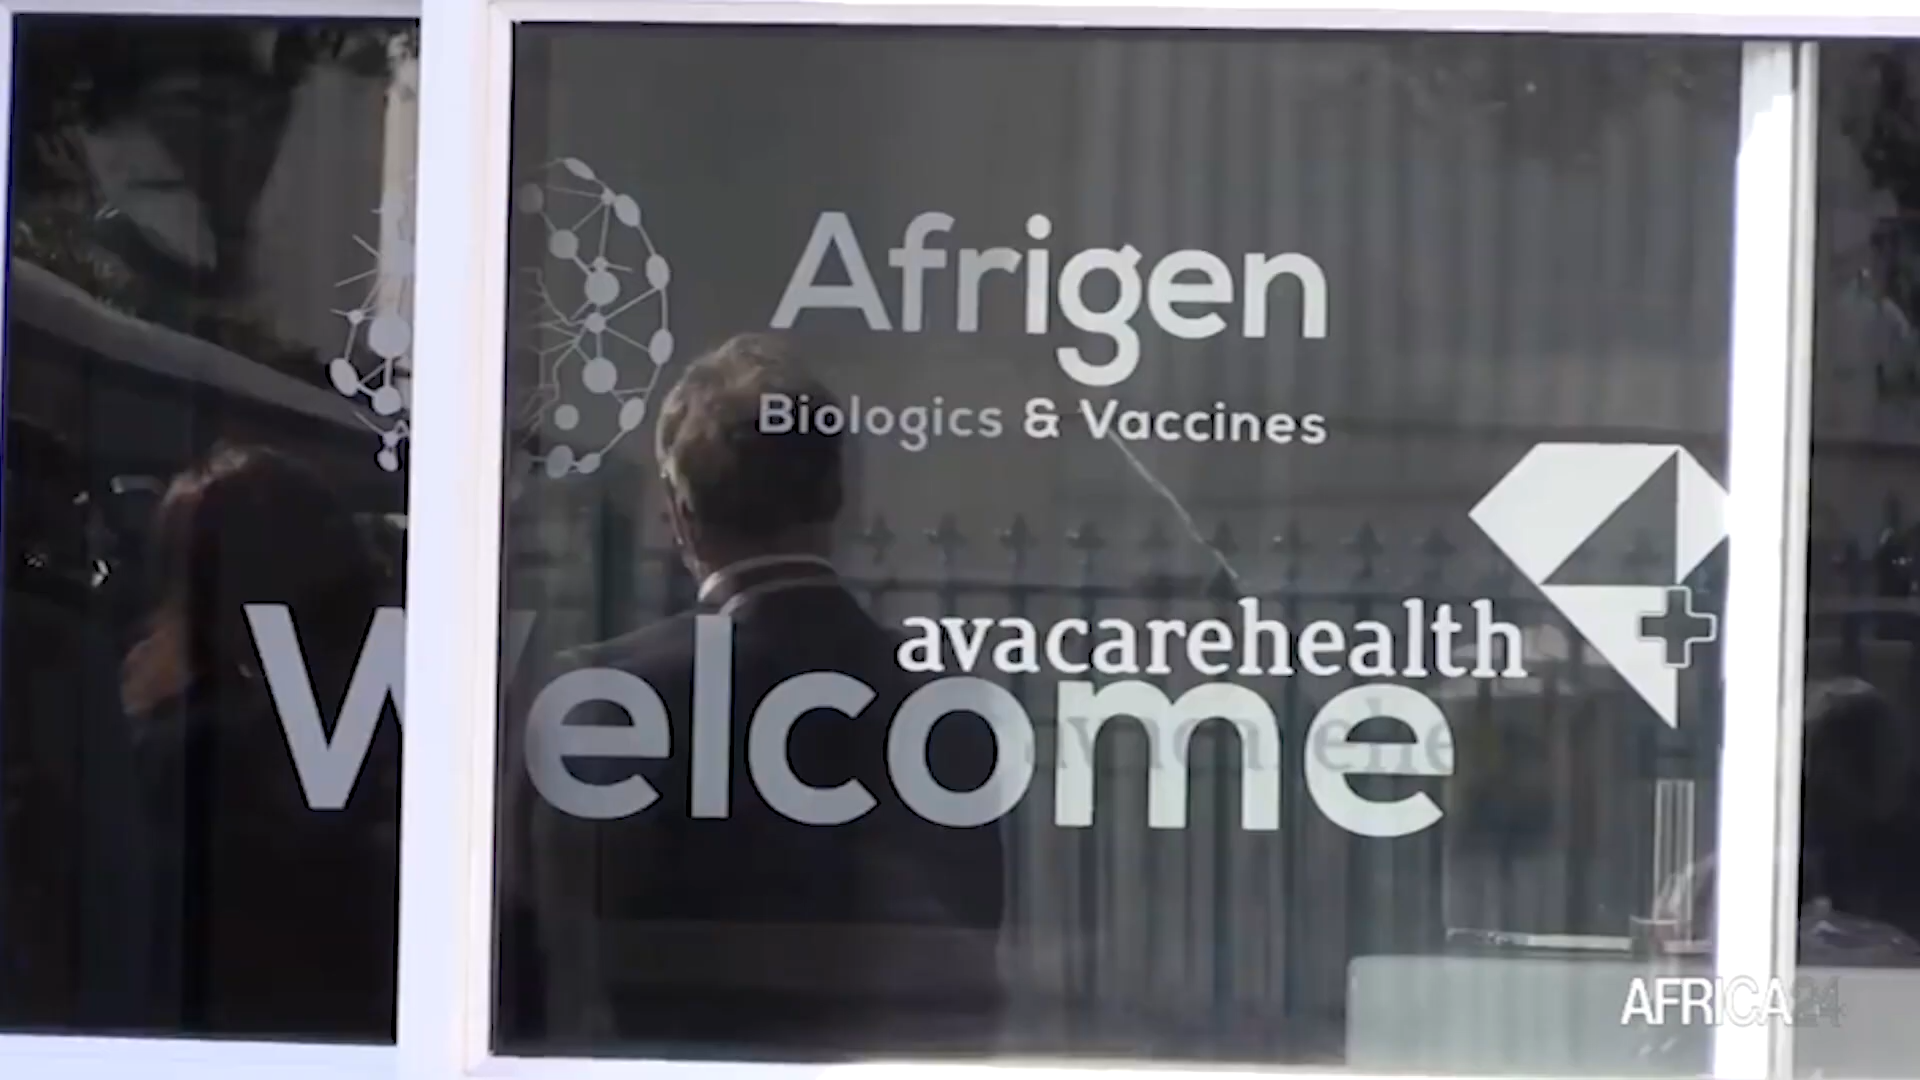 Afrigen
Biologics & Vaccines
avacarehealth
Welcome
AFRICA24